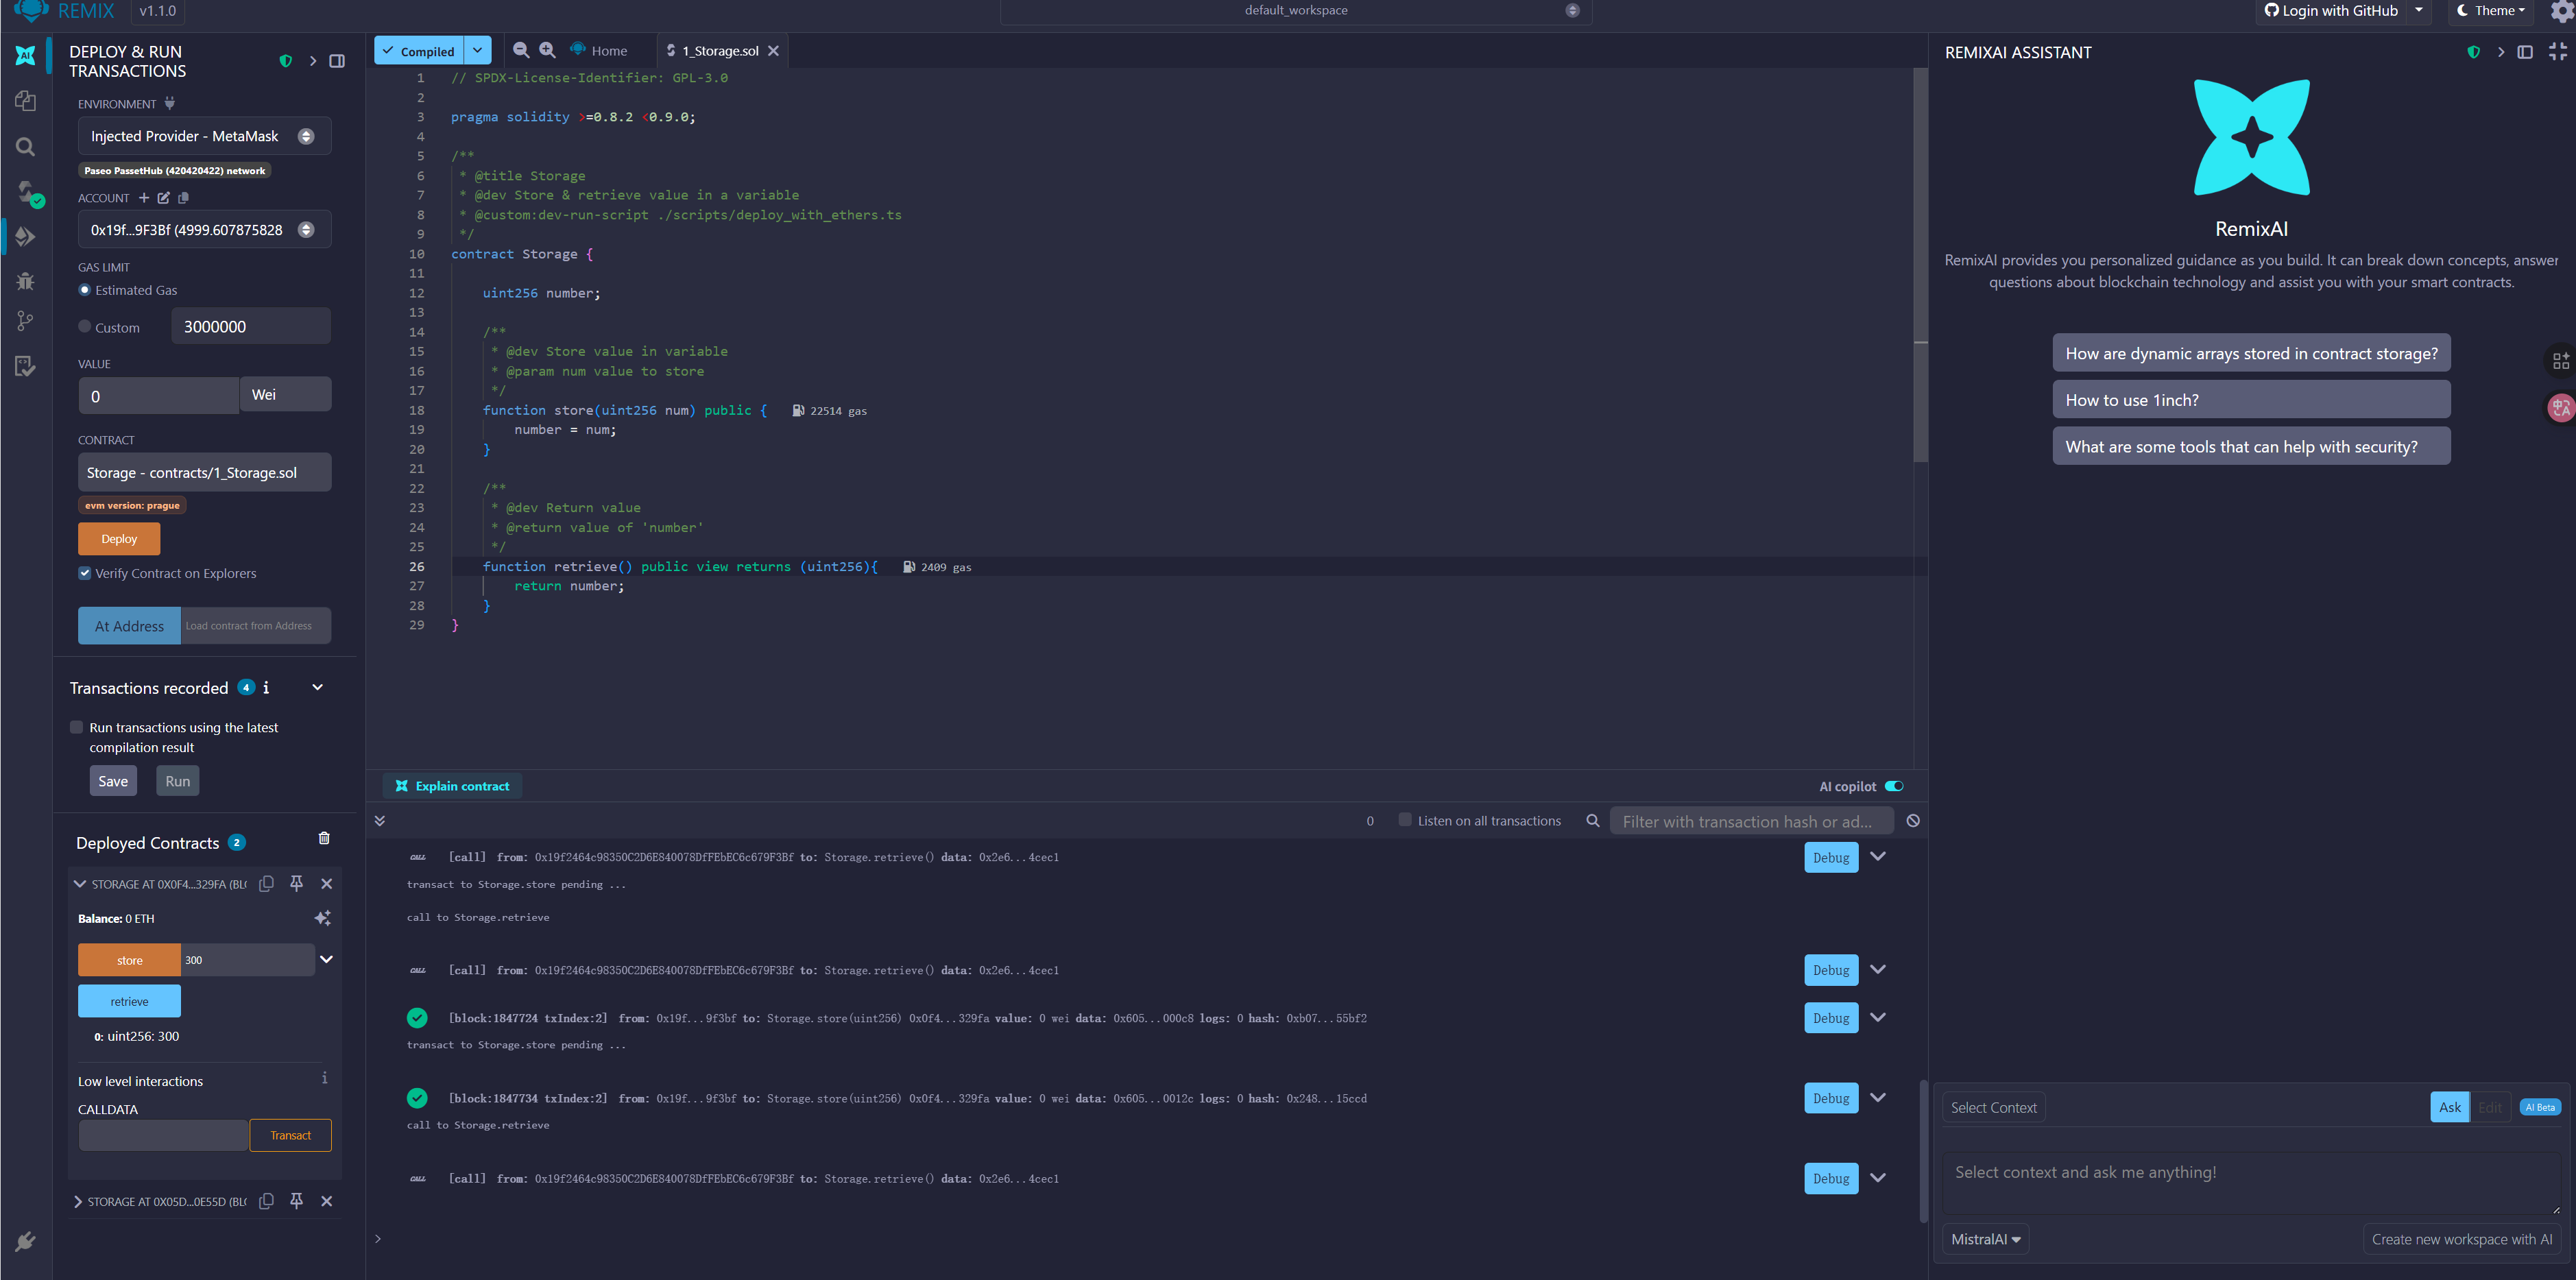 REMIX
v1.1.0
default_workspace
Login with GitHub
Theme
DEPLOY & RUN
TRANSACTIONS
ENVIRONMENT
Injected Provider - MetaMask
Paseo PassetHub (420420422) network
ACCOUNT
0x19f...9F3Bf (4999.607875828
GAS LIMIT
Estimated Gas
Custom
3000000
VALUE
0
Wei
CONTRACT
Storage - contracts/1_Storage.sol
evm version: prague
Deploy
Verify Contract on Explorers
At Address
Load contract from Address
Transactions recorded 4 i
Run transactions using the latest
compilation result
Save
Run
Deployed Contracts 2
STORAGE AT 0X0F4...329FA (BL
Balance: 0 ETH
store
300
retrieve
0: uint256: 300
Low level interactions
i
CALLDATA
Transact
STORAGE AT 0X05D...0E55D (BL
Compiled
Home
1_Storage.sol
1 // SPDX-License-Identifier: GPL-3.0
2
3 pragma solidity >=0.8.2 <0.9.0;
4
5 /**
6 * @title Storage
7 * @dev Store & retrieve value in a variable
8 * @custom:dev-run-script ./scripts/deploy_with_ethers.ts
9 */
10 contract Storage {
11
12 uint256 number;
13
14 /**
15 * @dev Store value in variable
16 * @param num value to store
17 */
18 function store(uint256 num) public { 22514 gas
19 number = num;
20 }
21
22 /**
23 * @dev Return value
24 * @return value of 'number'
25 */
26 function retrieve() public view returns (uint256){ 2409 gas
27 return number;
28 }
29 }
Explain contract
AI copilot
0
Listen on all transactions
Filter with transaction hash or ad...
CALL [call] from: 0x19f2464c98350C2D6E840078DfFEbEC6c679F3Bf to: Storage.retrieve() data: 0x2e6...4cec1
Debug
transact to Storage.store pending ...
call to Storage.retrieve
CALL [call] from: 0x19f2464c98350C2D6E840078DfFEbEC6c679F3Bf to: Storage.retrieve() data: 0x2e6...4cec1
Debug
[block:1847724 txIndex:2] from: 0x19f...9f3bf to: Storage.store(uint256) 0x0f4...329fa value: 0 wei data: 0x605...000c8 logs: 0 hash: 0xb07...55bf2
Debug
transact to Storage.store pending ...
[block:1847734 txIndex:2] from: 0x19f...9f3bf to: Storage.store(uint256) 0x0f4...329fa value: 0 wei data: 0x605...0012c logs: 0 hash: 0x248...15ccd
Debug
call to Storage.retrieve
CALL [call] from: 0x19f2464c98350C2D6E840078DfFEbEC6c679F3Bf to: Storage.retrieve() data: 0x2e6...4cec1
Debug
>
REMIXAI ASSISTANT
RemixAI
RemixAI provides you personalized guidance as you build. It can break down concepts, answer
questions about blockchain technology and assist you with your smart contracts.
How are dynamic arrays stored in contract storage?
How to use 1inch?
What are some tools that can help with security?
Select Context
Ask
Edit
AI Beta
Select context and ask me anything!
MistralAI
Create new workspace with AI
AI
中A